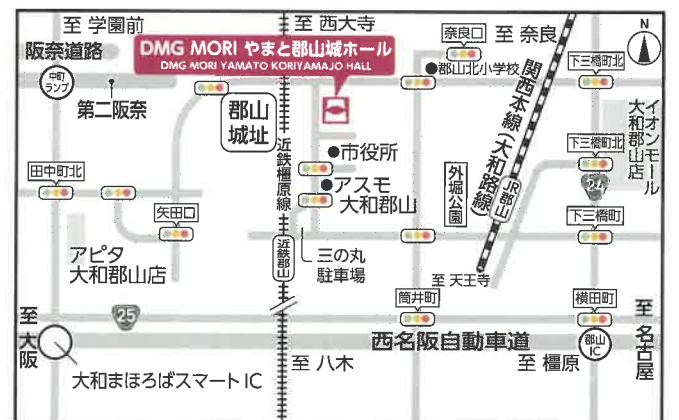 至 学園前
至 西大寺
奈良口
至 奈良
N
阪奈道路
DMG MORI やまと郡山城ホール
DMG MORI YAMATO KORIYAMAJO HALL
中町
ランプ
第二阪奈
郡山
城址
郡山北小学校
下三橋町北
関西本線(大和路線)
イオンモール
大和郡山店
市役所
下三橋町北
24
田中町北
近鉄橿原線
アスモ
大和郡山
外堀公園
JR郡山
矢田口
下三橋町
アピタ
大和郡山店
近鉄郡山
三の丸
駐車場
至 天王寺
筒井町
横田町
25
至 大阪
西名阪自動車道
郡山
IC
至 名古屋
大和まほろばスマートIC
至 八木
至 橿原